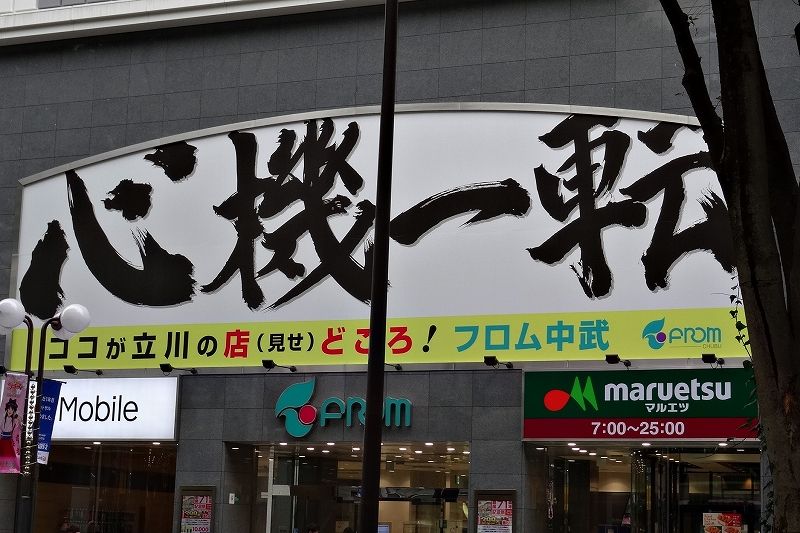 心機一転
ココが立川の店(見せ)どころ!フロム中武
FROM
CHUBU
Mobile
FROM
maruetsu
マルエツ
7:00~25:00